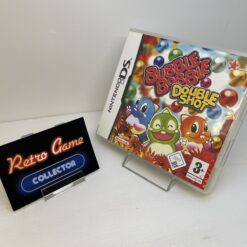 Retro Game
COLLECTOR
NINTENDO DS
BUBBLE
BOBBLE
DOUBLE
SHOT
3+